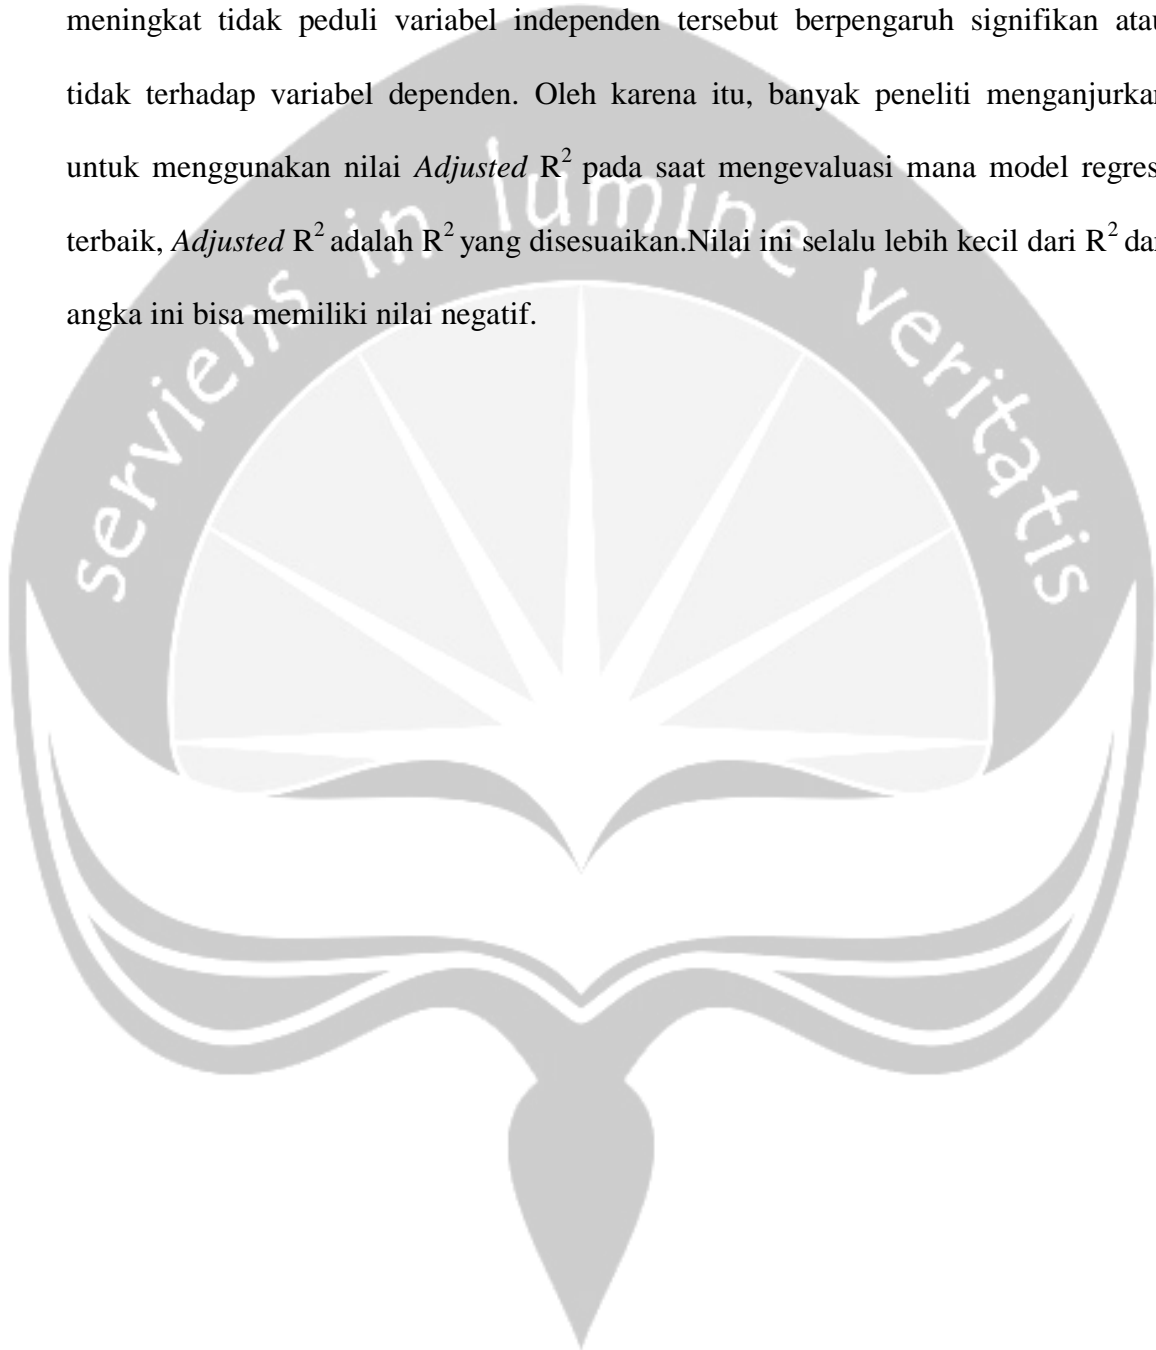 meningkat tidak peduli variabel independen tersebut berpengaruh signifikan atau
tidak terhadap variabel dependen. Oleh karena itu, banyak peneliti menganjurkan
untuk menggunakan nilai Adjusted R² pada saat mengevaluasi mana model regresi
terbaik, Adjusted R² adalah R² yang disesuaikan.Nilai ini selalu lebih kecil dari R² dan
angka ini bisa memiliki nilai negatif.
serviens in lumine veritatis